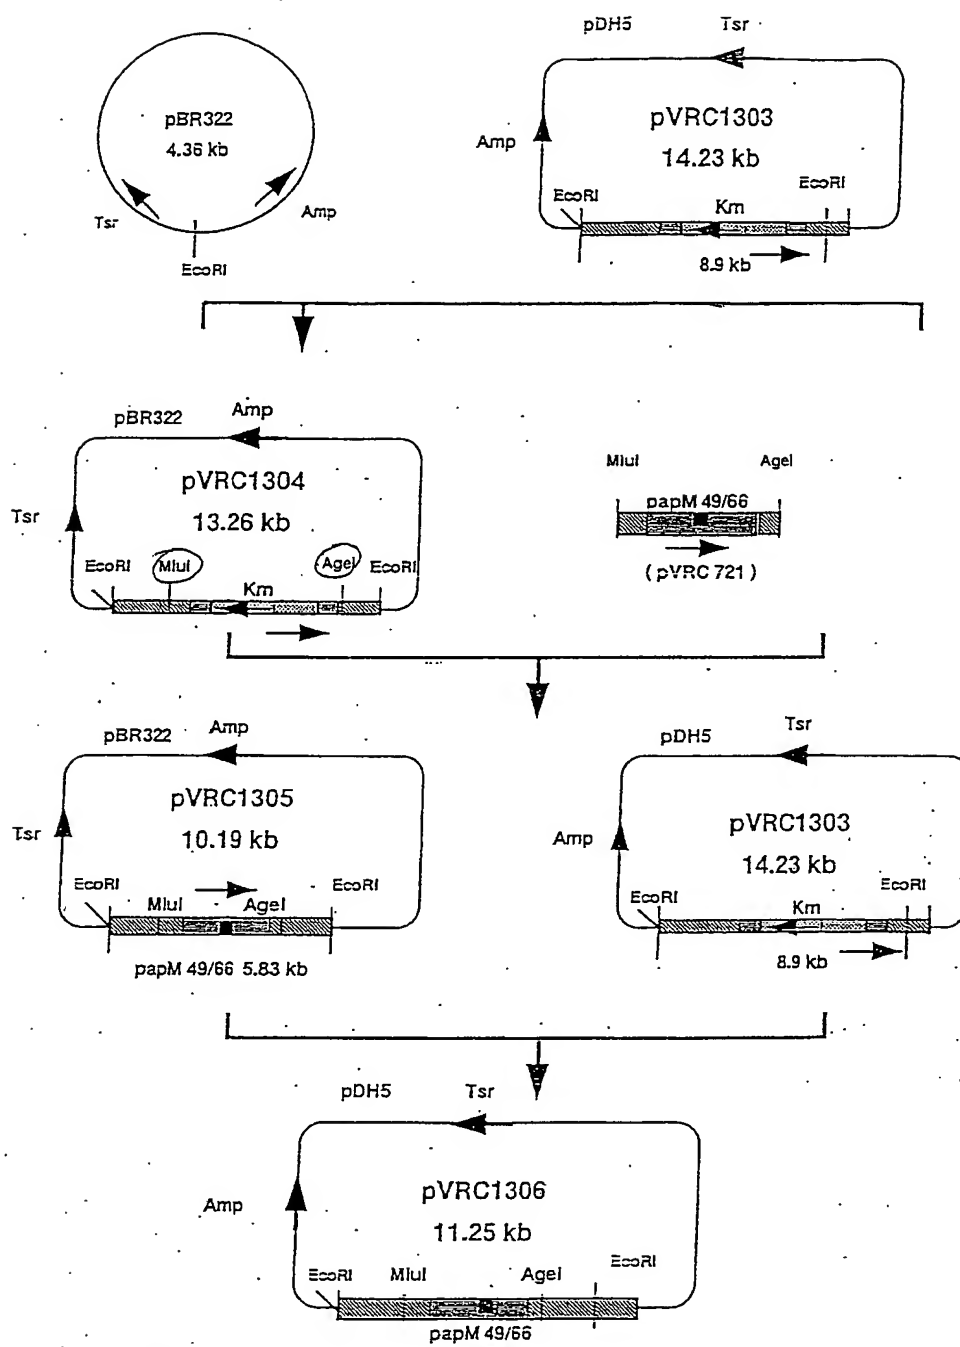 pDH5 Tsr
pBR322
4.36 kb
Tsr Amp
EcoRI
pVRC1303
14.23 kb
Amp
EcoRI EcoRI
Km
8.9 kb
pBR322 Amp
pVRC1304
13.26 kb
Tsr
EcoRI MluI AgeI EcoRI
Km
MluI AgeI
papM 49/66
( pVRC 721 )
pBR322 Amp
pVRC1305
10.19 kb
Tsr
EcoRI MluI AgeI EcoRI
papM 49/66 5.83 kb
pDH5 Tsr
pVRC1303
14.23 kb
Amp
EcoRI EcoRI
Km
8.9 kb
pDH5 Tsr
pVRC1306
11.25 kb
Amp
EcoRI MluI AgeI EcoRI
papM 49/66